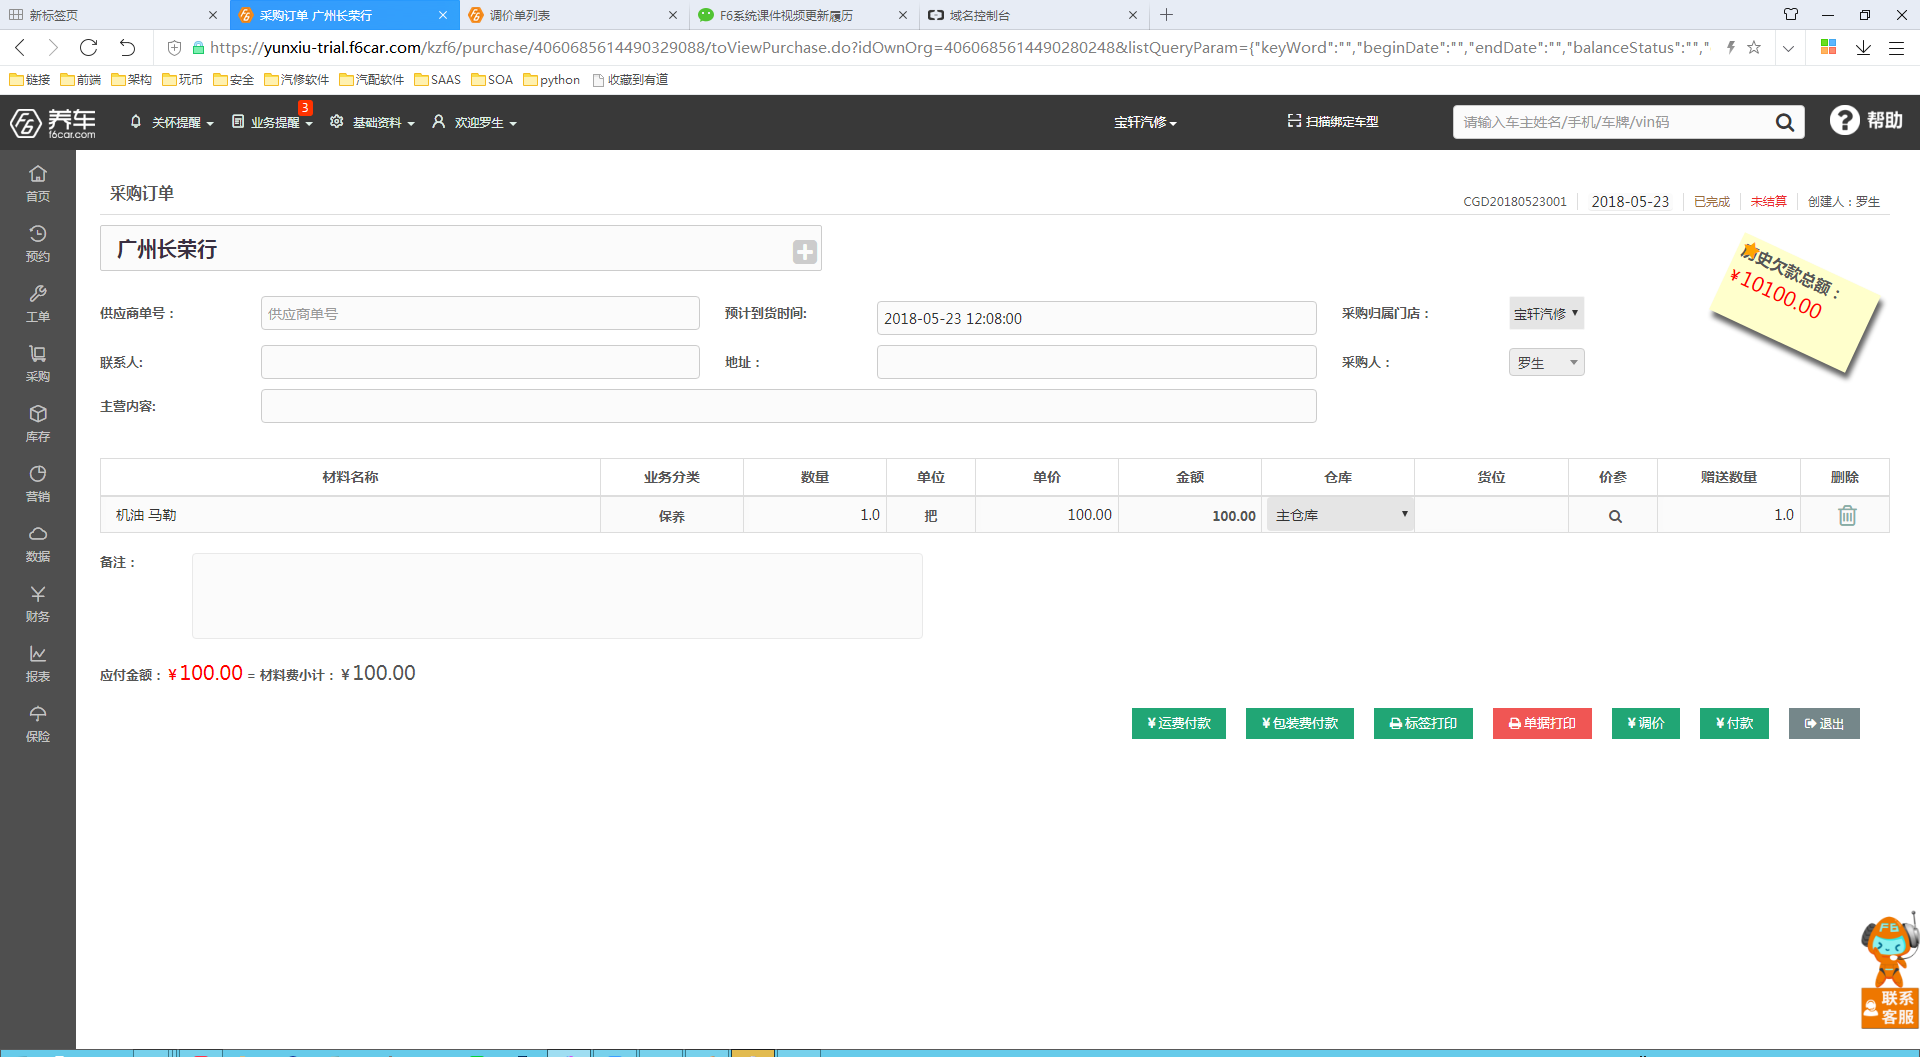 新标签页
采购订单 广州长荣行
调价单列表
F6系统课件视频更新履历
域名控制台
https://yunxiu-trial.f6car.com/kzf6/purchase/4060685614490329088/toViewPurchase.do?idOwnOrg=4060685614490280248&listQueryParam={"keyWord":"","beginDate":"","endDate":"","balanceStatus":"","
链接 前端 架构 玩币 安全 汽修软件 汽配软件 SAAS SOA python 收藏到有道
F6 养车
f6car.com
关怀提醒 业务提醒 3 基础资料 欢迎罗生 宝轩汽修 扫描绑定车型 请输入车主姓名/手机/车牌/vin码 帮助
首页
预约
工单
采购
库存
营销
数据
财务
报表
保险
采购订单
CGD20180523001 2018-05-23 已完成 未结算 创建人：罗生
广州长荣行
历史欠款总额：
¥10100.00
供应商单号： 供应商单号 预计到货时间: 2018-05-23 12:08:00 采购归属门店： 宝轩汽修
联系人: 地址： 采购人： 罗生
主营内容:
材料名称 业务分类 数量 单位 单价 金额 仓库 货位 价参 赠送数量 删除
机油 马勒 保养 1.0 把 100.00 100.00 主仓库 1.0
备注：
应付金额：¥100.00 = 材料费小计：¥100.00
¥运费付款 ¥包装费付款 标签打印 单据打印 ¥调价 ¥付款 退出
F6
联系
客服